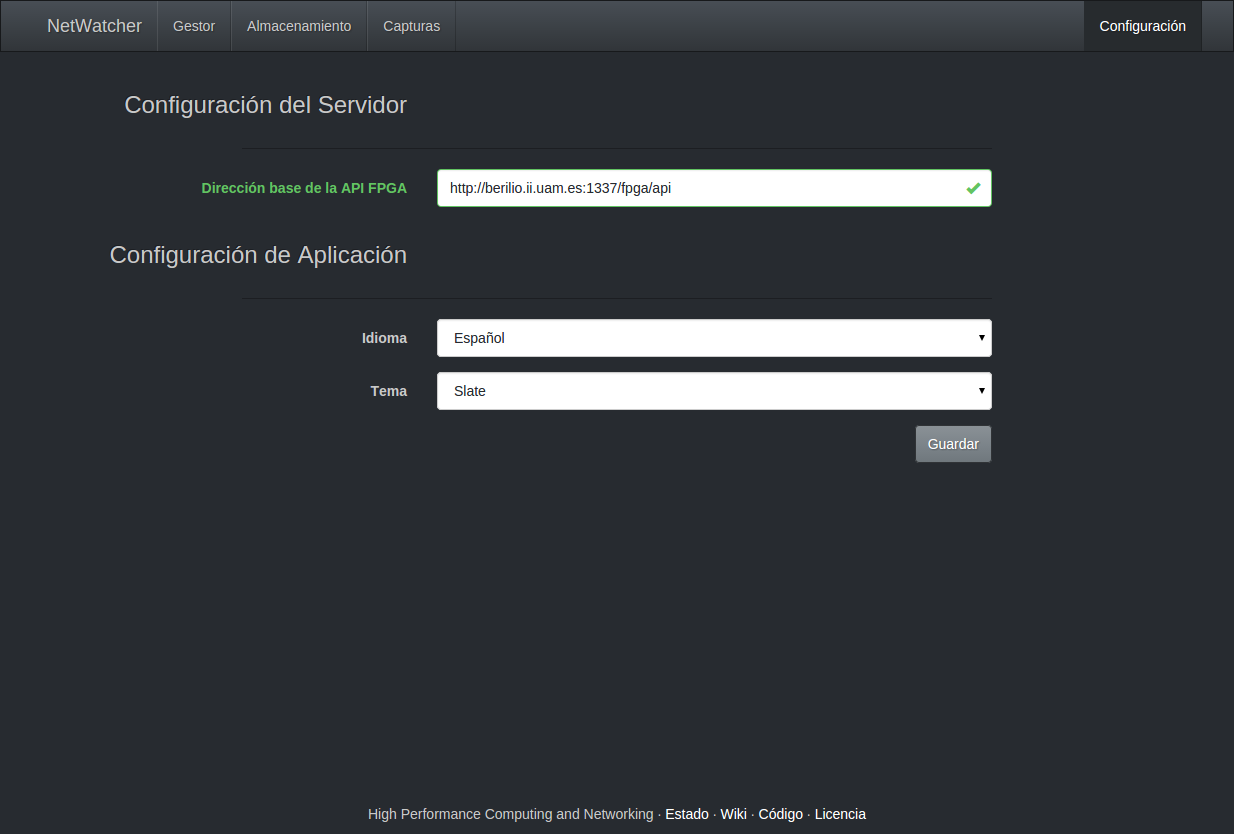 NetWatcher Gestor Almacenamiento Capturas Configuración
Configuración del Servidor
Dirección base de la API FPGA http://berilio.ii.uam.es:1337/fpga/api
Configuración de Aplicación
Idioma Español
Tema Slate
Guardar
High Performance Computing and Networking · Estado · Wiki · Código · Licencia